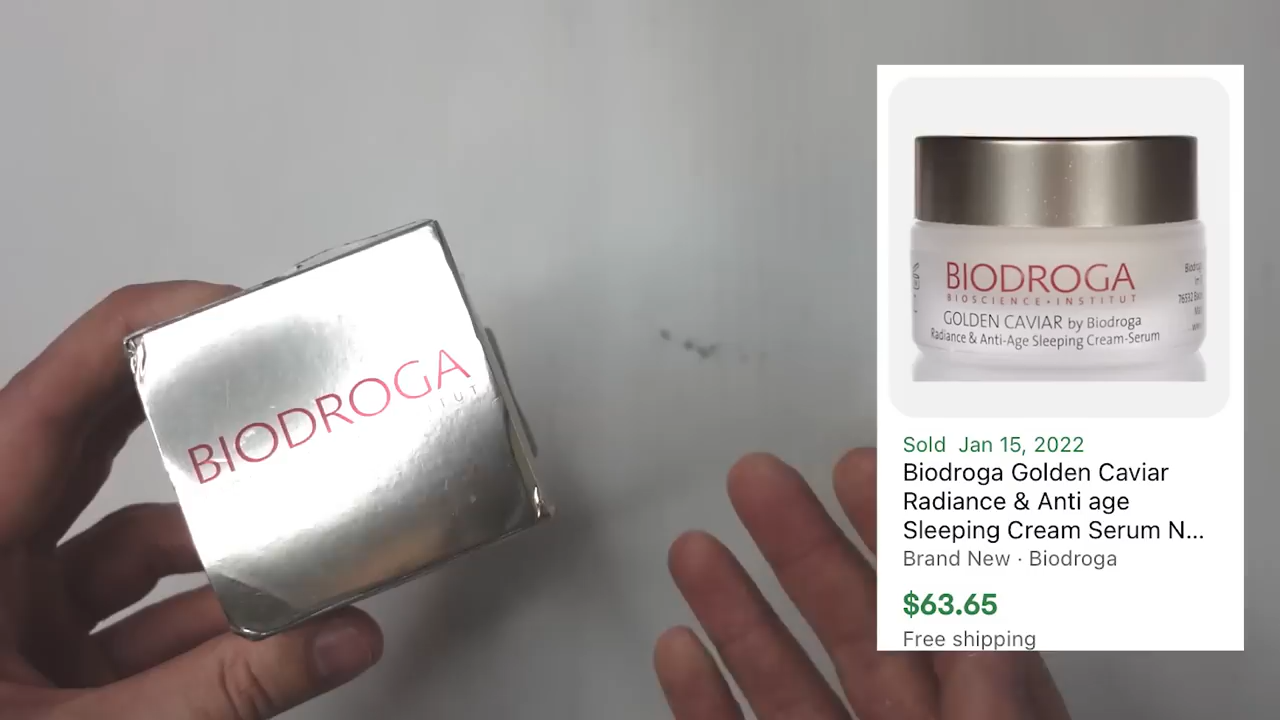 BIODROGA
BIODROGA
BIOSCIENCE•INSTITUT
GOLDEN CAVIAR by Biodroga
Radiance & Anti-Age Sleeping Cream-Serum
Sold Jan 15, 2022
Biodroga Golden Caviar
Radiance & Anti age
Sleeping Cream Serum N...
Brand New · Biodroga
$63.65
Free shipping